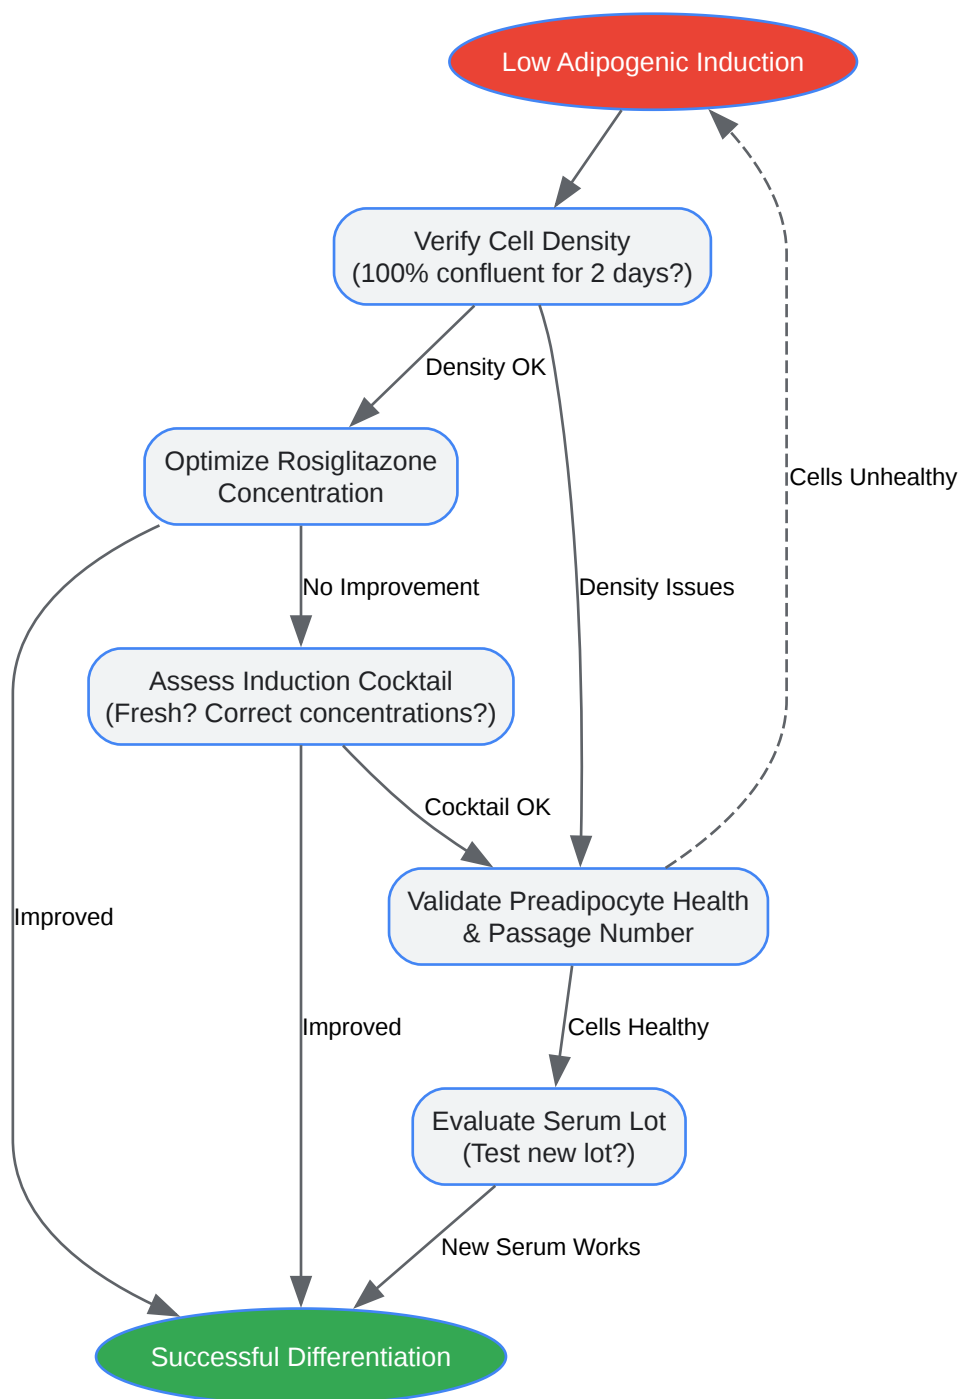 Low Adipogenic Induction
Verify Cell Density
(100% confluent for 2 days?)
Density OK
Optimize Rosiglitazone
Concentration
Cells Unhealthy
No Improvement
Density Issues
Assess Induction Cocktail
(Fresh? Correct concentrations?)
Cocktail OK
Validate Preadipocyte Health
& Passage Number
Improved
Improved
Cells Healthy
Evaluate Serum Lot
(Test new lot?)
New Serum Works
Successful Differentiation